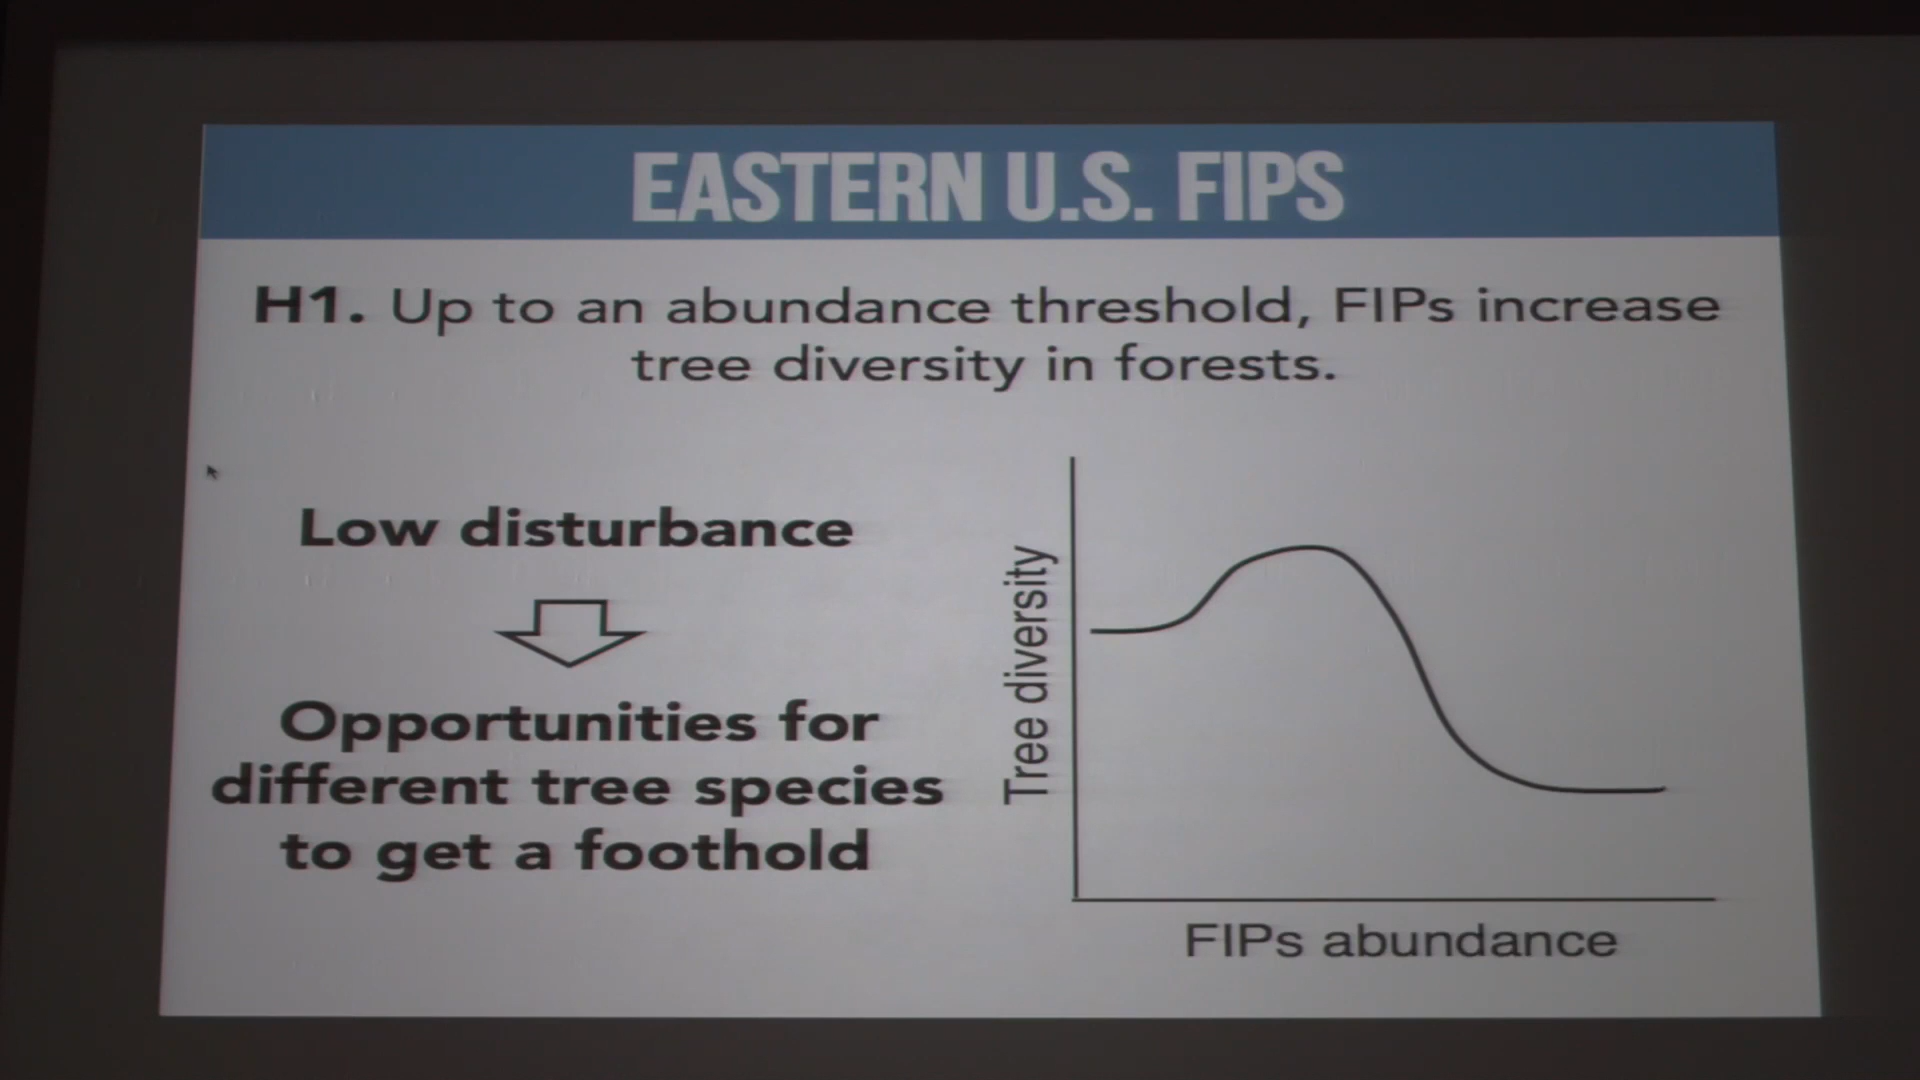 EASTERN U.S. FIPS
H1. Up to an abundance threshold, FIPs increase
tree diversity in forests.
Low disturbance
Opportunities for
different tree species
to get a foothold
Tree diversity
FIPs abundance